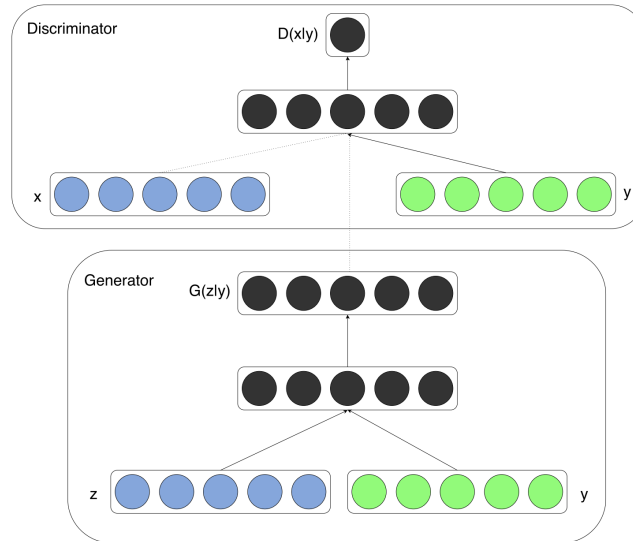 Discriminator
D(x|y)
x
y
Generator
G(z|y)
z
y